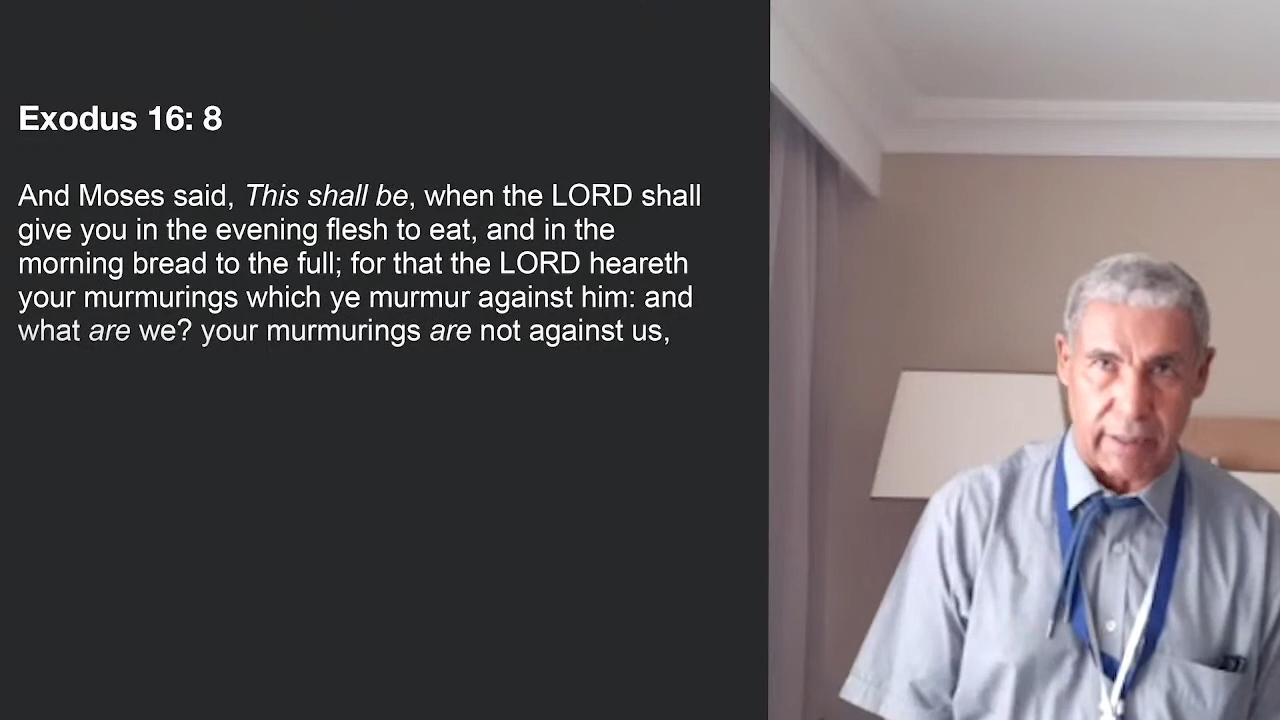 Exodus 16: 8
And Moses said, This shall be, when the LORD shall
give you in the evening flesh to eat, and in the
morning bread to the full; for that the LORD heareth
your murmurings which ye murmur against him: and
what are we? your murmurings are not against us,